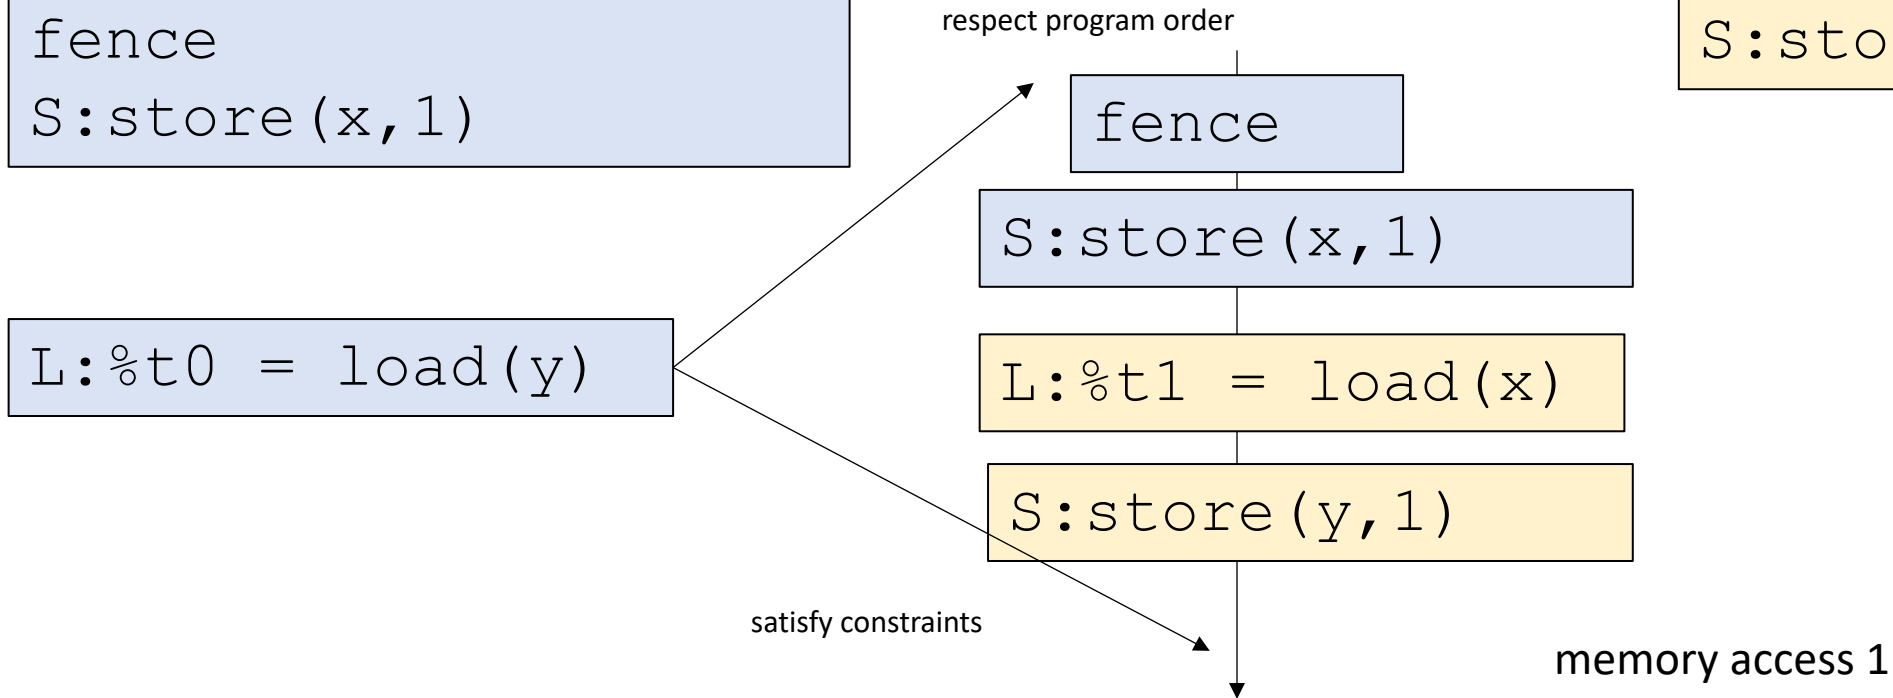 fence
S:store(x,1)
respect program order
S:sto
fence
S:store(x,1)
L:%t0 = load(y)
L:%t1 = load(x)
S:store(y,1)
satisfy constraints
memory access 1